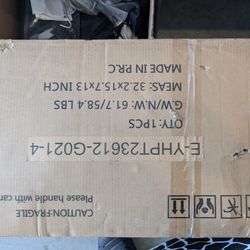 CAUTION:FRAGILE
Please handle with care
E-YHPT23612-G021-4
QTY: 1PCS
G.W/N.W: 61.7/58.4 LBS
MEAS: 32.2x15.7x13 INCH
MADE IN P.R.C